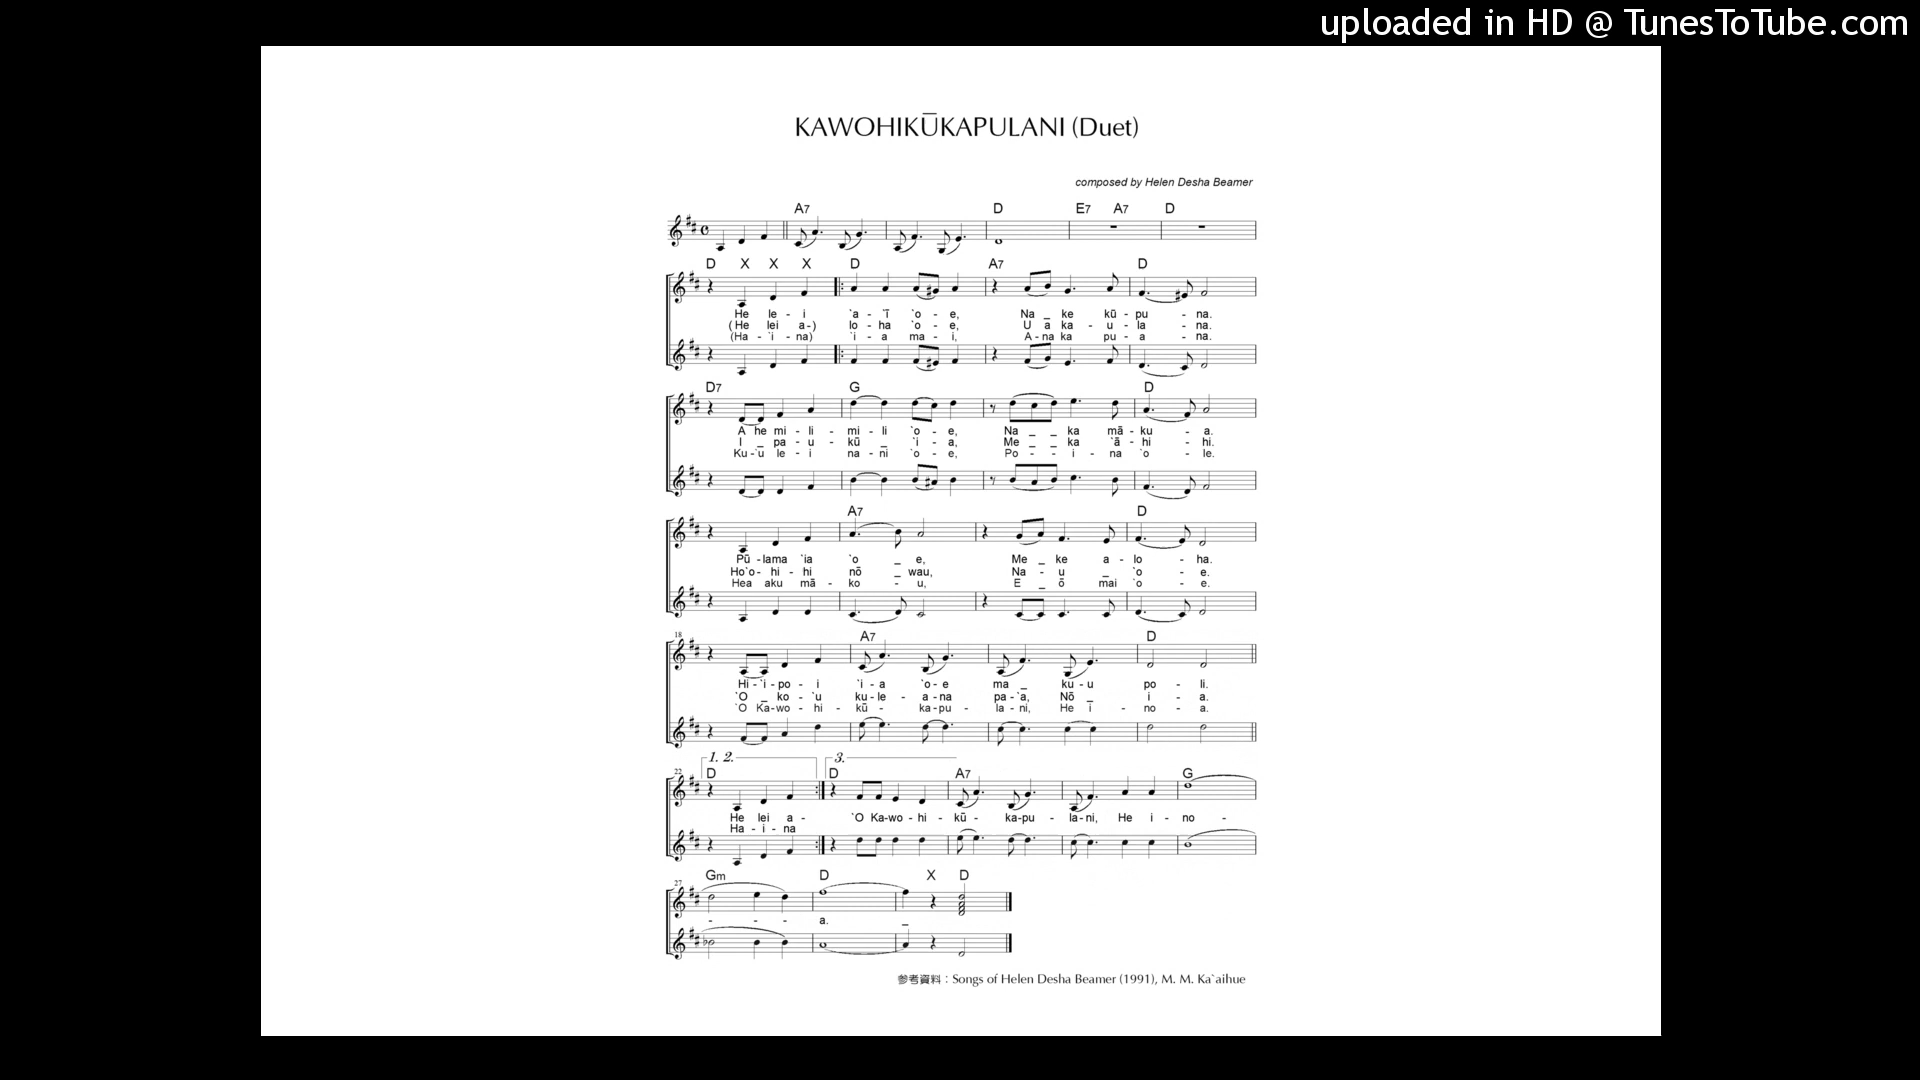 uploaded in HD @ TunesToTube.com
KAWOHIKŪKAPULANI (Duet)
composed by Helen Desha Beamer
A7 D E7 A7 D
D X X X D A7 D
He le - i `a - `ī `o - e, Na _ ke kū - pu - na.
( He lei a-) lo - ha `o - e, U a ka - u - la - na.
(Ha - `i - na) `i - a ma - i, A - na ka pu - a - na.
D7 G D
A he mi - li - mi - li `o - e, Na _ _ ka mā - ku - a.
I _ pa - u - kū _ `i - a, Me _ _ ka `ā - hi - hi.
Ku - `u le - i na - ni `o - e, Po - - i - na `o - le.
A7 D
Pū - lama `ia `o _ e, Me _ ke a - lo - ha.
Ho`o - hi - hi nō _ wau, Na - u _ `o - e.
Hea aku mā - ko - u, E _ ō mai `o - e.
18 A7 D
Hi - `i - po - i `i - a `o - e ma _ ku - u po - li.
`O _ ko - `u ku - le - a - na pa - `a, Nō _ i - a.
`O Ka - wo - hi - kū - ka - pu - la - ni, He ī - no - a.
1. 2. 3.
22 D D A7 G
He lei a - `O Ka - wo - hi - kū - ka - pu - la - ni, He i - no -
Ha - i - na
27 Gm D X D
- - - a. _
参考資料：Songs of Helen Desha Beamer (1991), M. M. Ka`aihue